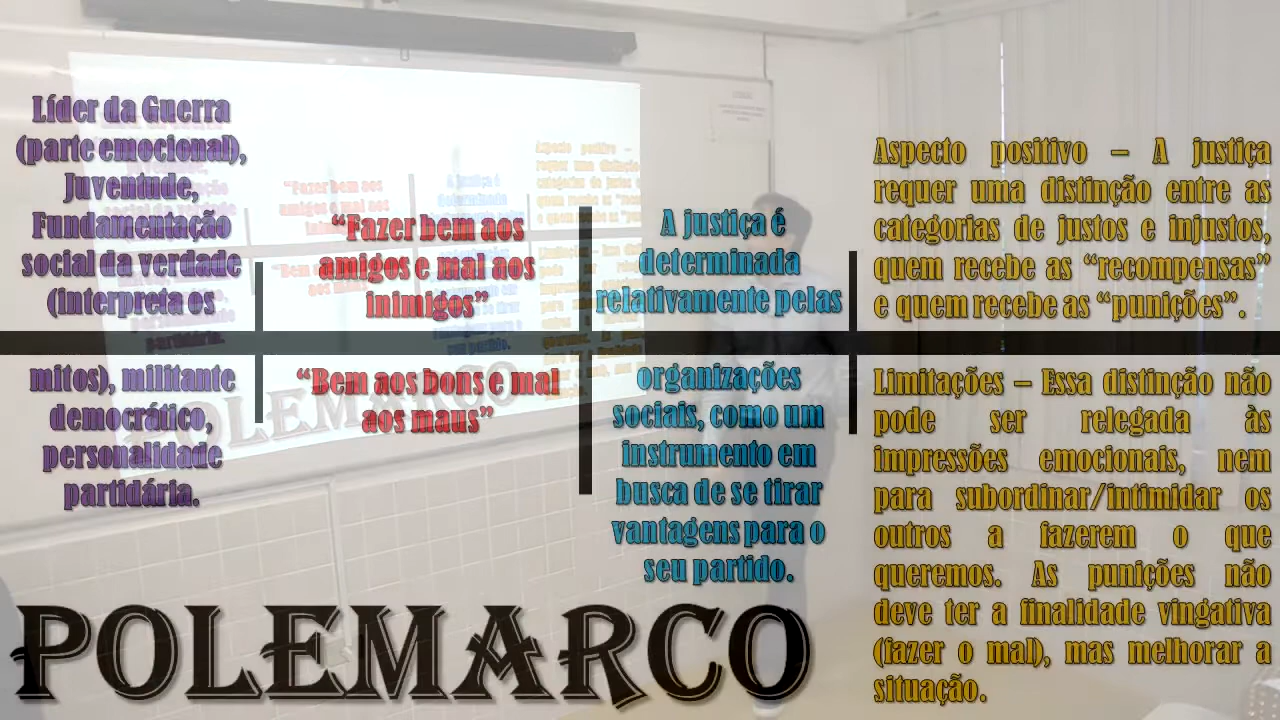 Líder da Guerra
(parte emocional),
Juventude,
Fundamentação
social da verdade
(interpreta os
mitos), militante
democrático,
personalidade
partidária.
“Fazer bem aos
amigos e mal aos
inimigos”
“Bem aos bons e mal
aos maus”
A justiça é
determinada
relativamente pelas
organizações
sociais, como um
instrumento em
busca de se tirar
vantagens para o
seu partido.
Aspecto positivo – A justiça
requer uma distinção entre as
categorias de justos e injustos,
quem recebe as “recompensas”
e quem recebe as “punições”.
Limitações – Essa distinção não
pode ser relegada às
impressões emocionais, nem
para subordinar/intimidar os
outros a fazerem o que
queremos. As punições não
deve ter a finalidade vingativa
(fazer o mal), mas melhorar a
situação.
POLEMARCO